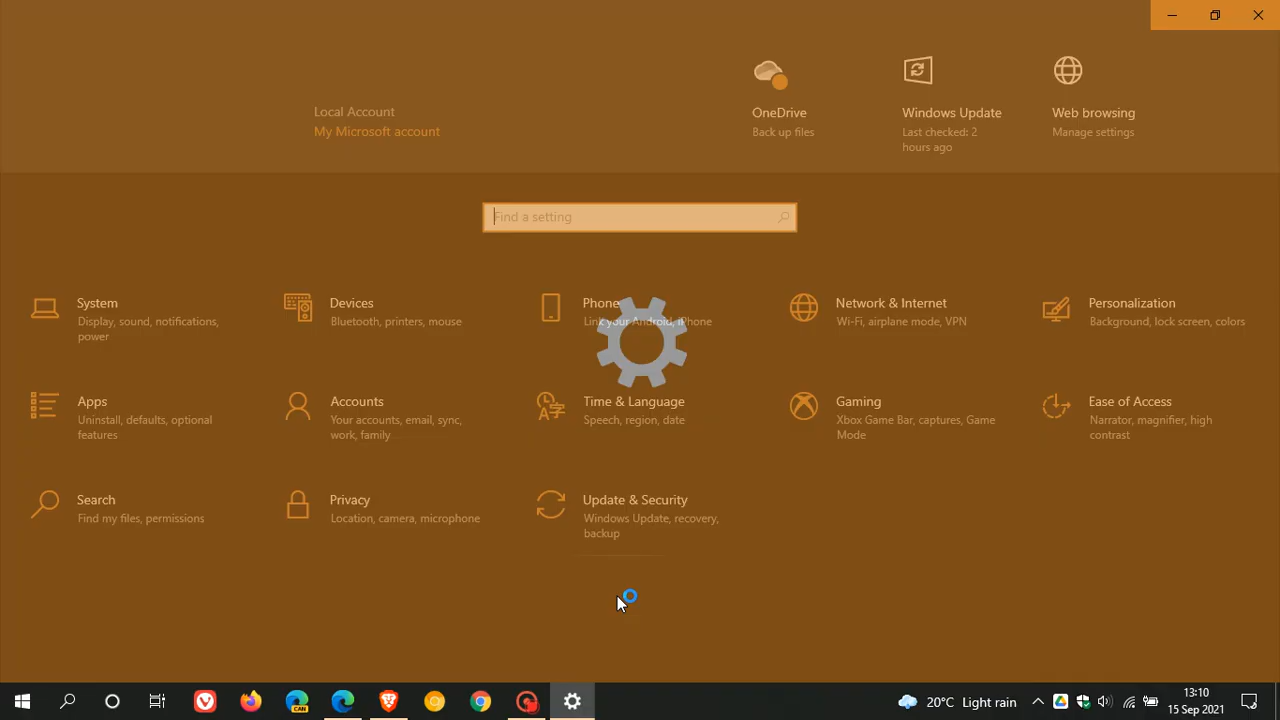 Local Account
My Microsoft account
OneDrive
Back up files
Windows Update
Last checked: 2
hours ago
Web browsing
Manage settings
Find a setting
System
Display, sound, notifications,
power
Devices
Bluetooth, printers, mouse
Phone
Link your Android, iPhone
Network & Internet
Wi-Fi, airplane mode, VPN
Personalization
Background, lock screen, colors
Apps
Uninstall, defaults, optional
features
Accounts
Your accounts, email, sync,
work, family
Time & Language
Speech, region, date
Gaming
Xbox Game Bar, captures, Game
Mode
Ease of Access
Narrator, magnifier, high
contrast
Search
Find my files, permissions
Privacy
Location, camera, microphone
Update & Security
Windows Update, recovery,
backup
CAN
20°C Light rain
13:10
15 Sep 2021